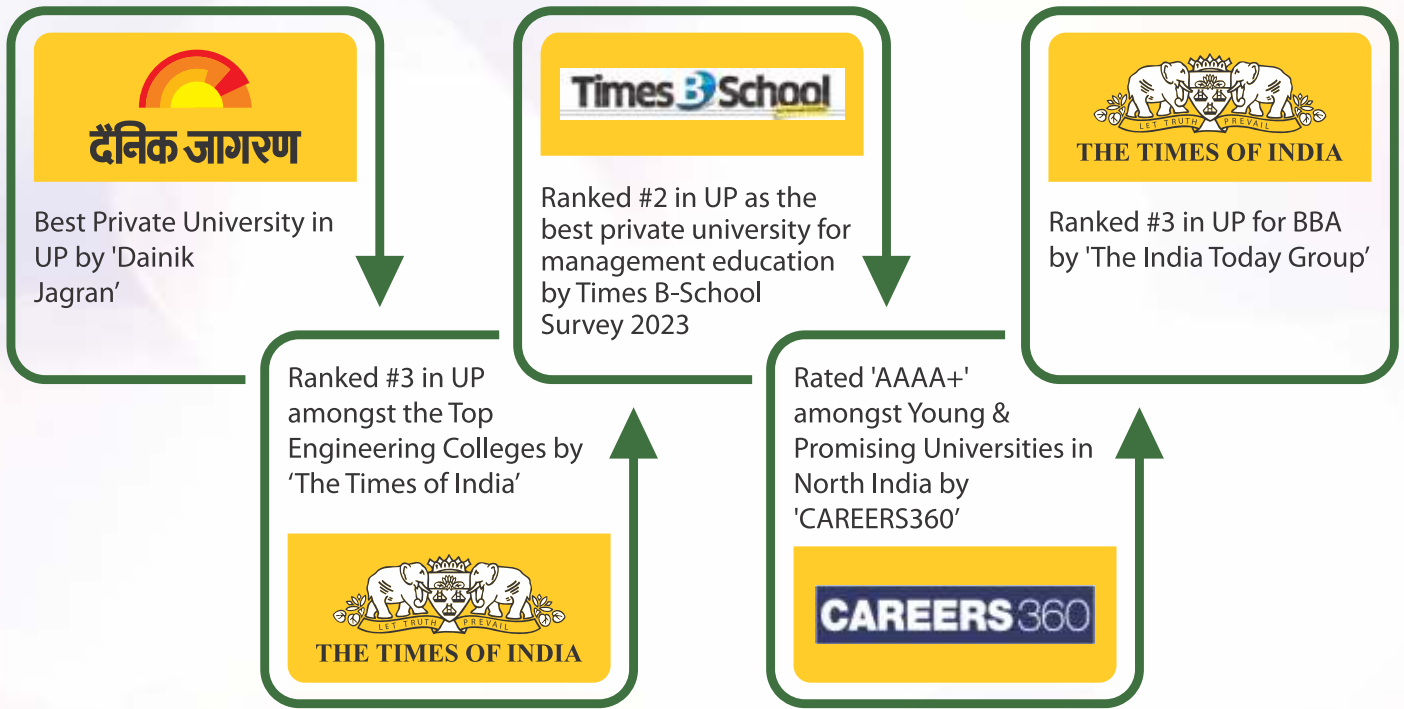 दैनिक जागरण
Best Private University in
UP by 'Dainik
Jagran’
Ranked #3 in UP
amongst the Top
Engineering Colleges by
‘The Times of India’
LET TRUTH PREVAIL
THE TIMES OF INDIA
Times B School
Ranked #2 in UP as the
best private university for
management education
by Times B-School
Survey 2023
Rated 'AAAA+'
amongst Young &
Promising Universities in
North India by
'CAREERS360’
CAREERS360
LET TRUTH PREVAIL
THE TIMES OF INDIA
Ranked #3 in UP for BBA
by 'The India Today Group’